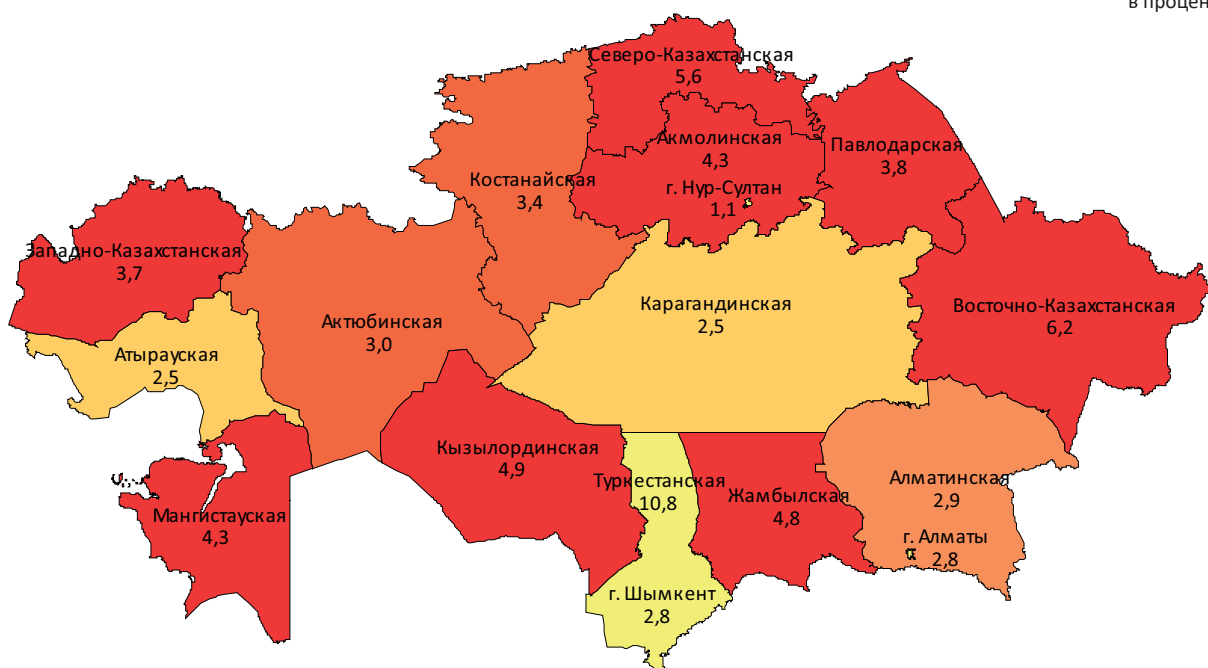 в процен
Северо-Казахстанская
5,6
Акмолинская
4,3
Павлодарская
3,8
Костанайская
3,4
г. Нур-Султан
1,1
Западно-Казахстанская
3,7
Карагандинская
2,5
Восточно-Казахстанская
6,2
Актюбинская
3,0
Атырауская
2,5
Кызылординская
4,9
Туркестанская
10,8
Жамбылская
4,8
Алматинская
2,9
Мангистауская
4,3
г. Алматы
2,8
г. Шымкент
2,8